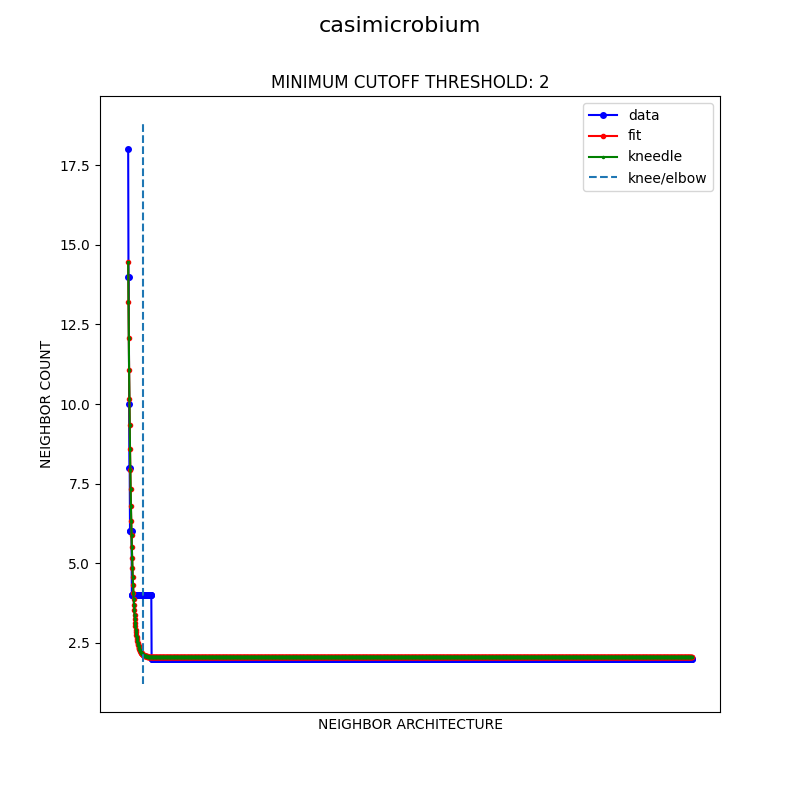 casimicrobium
MINIMUM CUTOFF THRESHOLD: 2
data
fit
kneedle
knee/elbow
17.5
15.0
12.5
10.0
7.5
5.0
2.5
NEIGHBOR COUNT
NEIGHBOR ARCHITECTURE